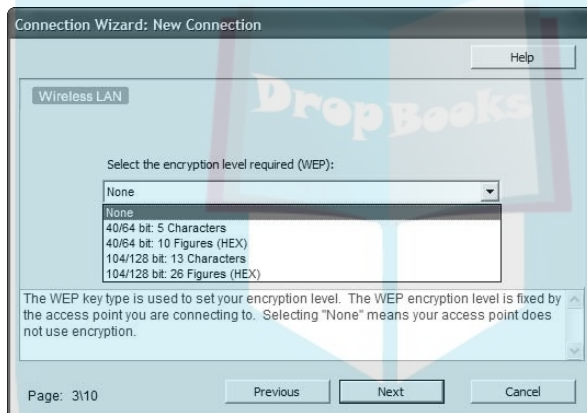 Connection Wizard: New Connection
Help
Wireless LAN
DropBooks
Select the encryption level required (WEP):
None
None
40/64 bit: 5 Characters
40/64 bit: 10 Figures (HEX)
104/128 bit: 13 Characters
104/128 bit: 26 Figures (HEX)
The WEP key type is used to set your encryption level. The WEP encryption level is fixed by
the access point you are connecting to. Selecting "None" means your access point does
not use encryption.
Page: 3\10
Previous
Next
Cancel